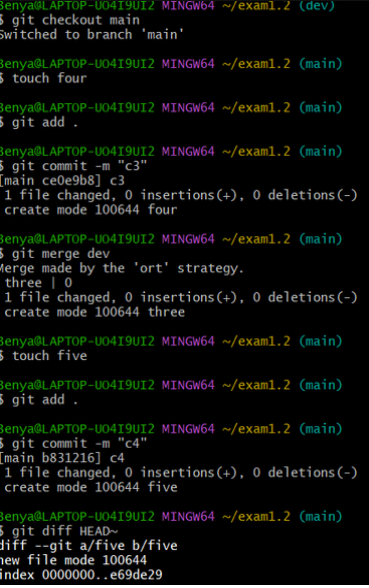 Benya@LAPTOP-UO4I9UI2 MINGW64 ~/exam1.2 (dev)
$ git checkout main
Switched to branch 'main'
Benya@LAPTOP-UO4I9UI2 MINGW64 ~/exam1.2 (main)
$ touch four
Benya@LAPTOP-UO4I9UI2 MINGW64 ~/exam1.2 (main)
$ git add .
Benya@LAPTOP-UO4I9UI2 MINGW64 ~/exam1.2 (main)
$ git commit -m "c3"
[main ce0e9b8] c3
1 file changed, 0 insertions(+), 0 deletions(-)
create mode 100644 four
Benya@LAPTOP-UO4I9UI2 MINGW64 ~/exam1.2 (main)
$ git merge dev
Merge made by the 'ort' strategy.
three | 0
1 file changed, 0 insertions(+), 0 deletions(-)
create mode 100644 three
Benya@LAPTOP-UO4I9UI2 MINGW64 ~/exam1.2 (main)
$ touch five
Benya@LAPTOP-UO4I9UI2 MINGW64 ~/exam1.2 (main)
$ git add .
Benya@LAPTOP-UO4I9UI2 MINGW64 ~/exam1.2 (main)
$ git commit -m "c4"
[main b831216] c4
1 file changed, 0 insertions(+), 0 deletions(-)
create mode 100644 five
Benya@LAPTOP-UO4I9UI2 MINGW64 ~/exam1.2 (main)
$ git diff HEAD~
diff --git a/five b/five
new file mode 100644
index 0000000..e69de29